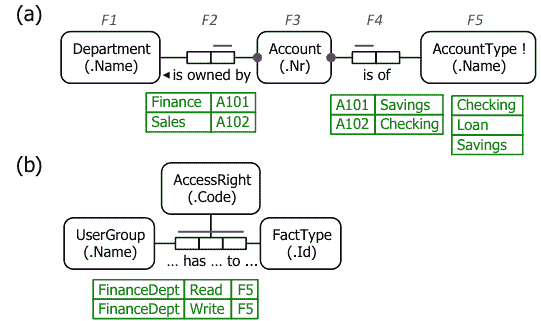 (a)
F1 F2 F3 F4 F5
Department Account AccountType !
(.Name) (.Nr) (.Name)
◄ is owned by is of
Finance A101 A101 Savings Checking
Sales A102 A102 Checking Loan
Savings
(b)
AccessRight
(.Code)
UserGroup FactType
(.Name) (.Id)
... has ... to ...
FinanceDept Read F5
FinanceDept Write F5